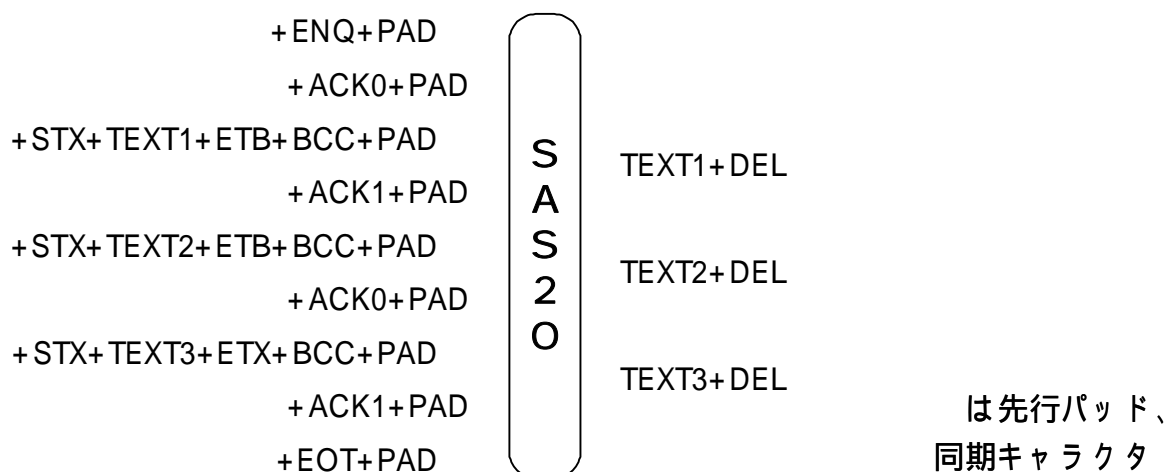 +ENQ+PAD
+ACK0+PAD
+STX+TEXT1+ETB+BCC+PAD
TEXT1+DEL
+ACK1+PAD
+STX+TEXT2+ETB+BCC+PAD
TEXT2+DEL
+ACK0+PAD
+STX+TEXT3+ETX+BCC+PAD
TEXT3+DEL
+ACK1+PAD
+EOT+PAD
SAS20
は先行パッド、
同期キャラクタ